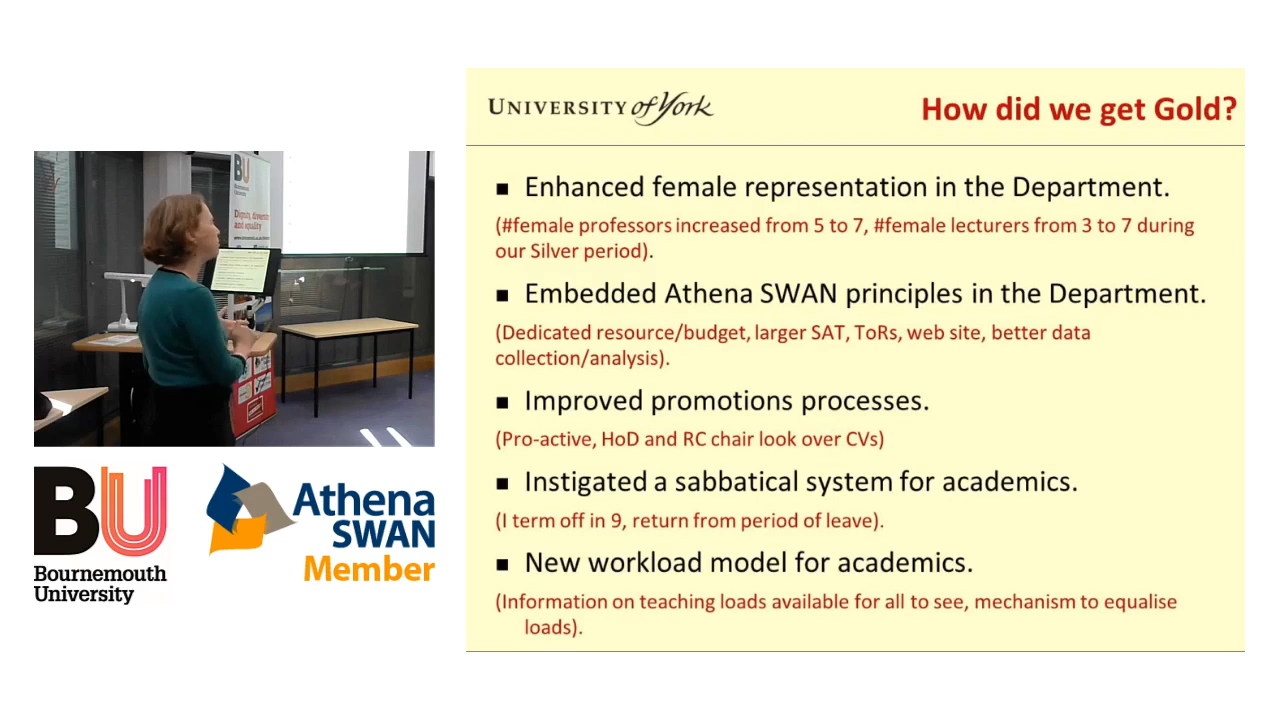 BU
Bournemouth
University
Dignity, diversity
and equality
UNIVERSITY of York
How did we get Gold?
■ Enhanced female representation in the Department.
(#female professors increased from 5 to 7, #female lecturers from 3 to 7 during
our Silver period).
■ Embedded Athena SWAN principles in the Department.
(Dedicated resource/budget, larger SAT, ToRs, web site, better data
collection/analysis).
■ Improved promotions processes.
(Pro-active, HoD and RC chair look over CVs)
■ Instigated a sabbatical system for academics.
(I term off in 9, return from period of leave).
■ New workload model for academics.
(Information on teaching loads available for all to see, mechanism to equalise
loads).
BU
Bournemouth
University
Athena
SWAN
Member